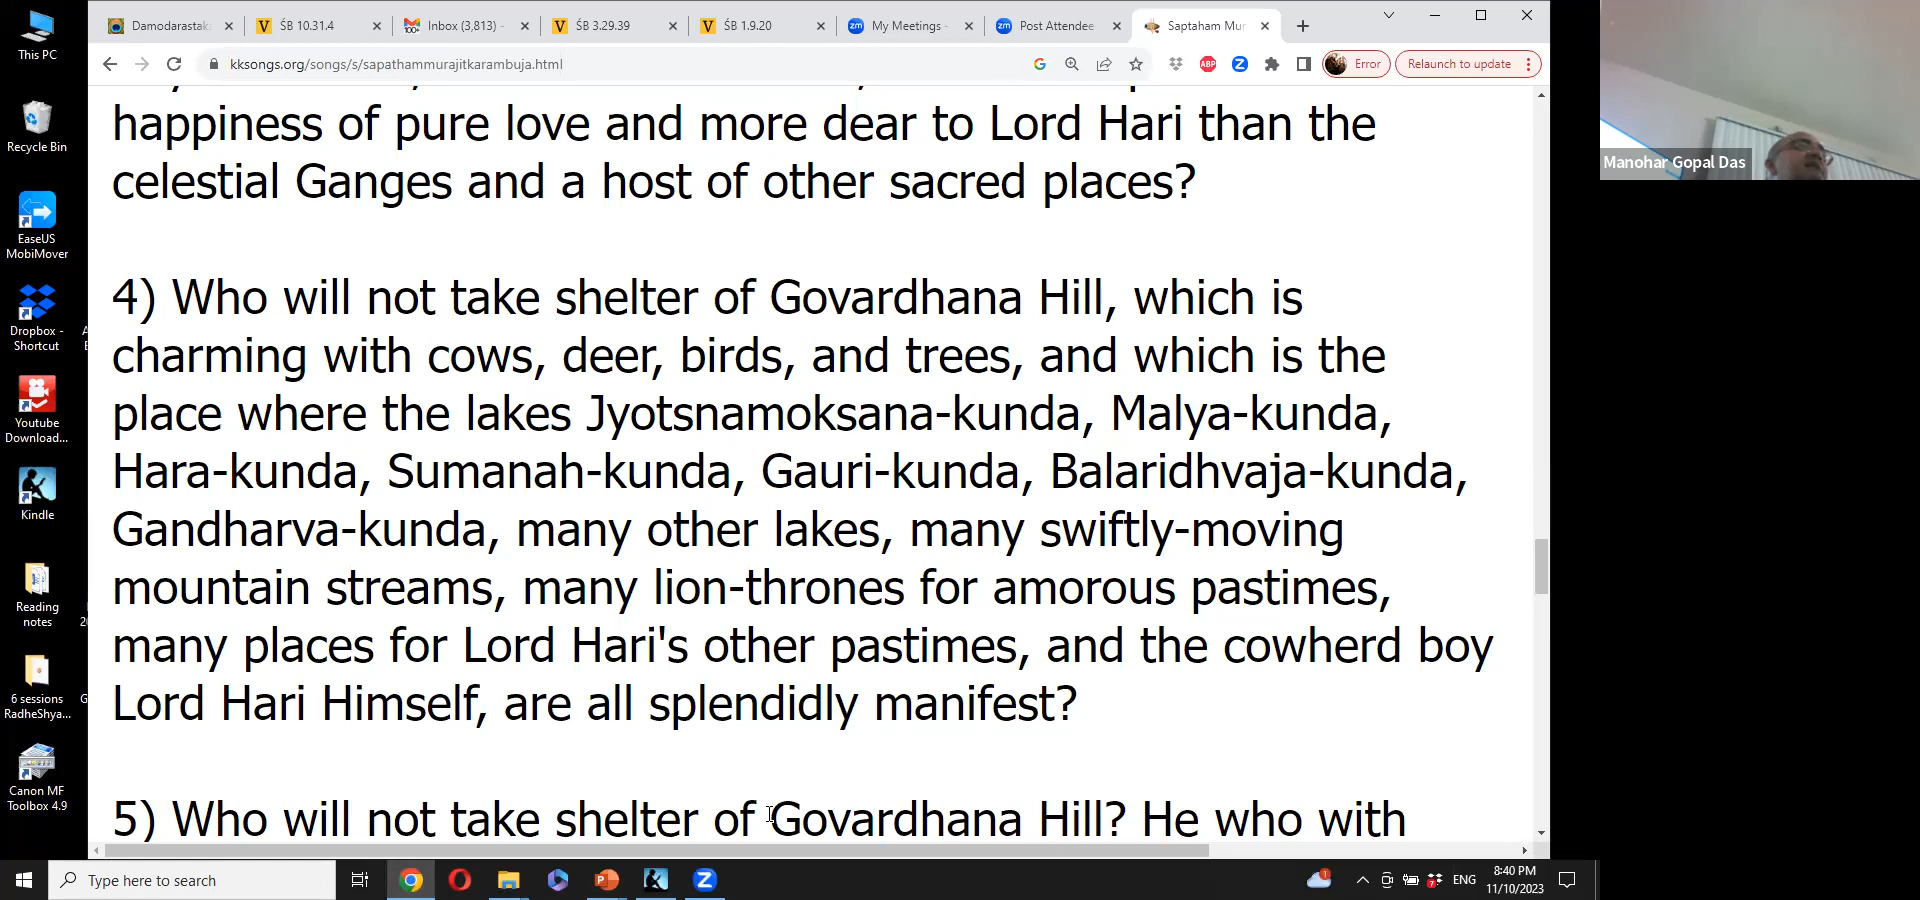 This PC
Recycle Bin
EaseUS
MobiMover
Dropbox -
Shortcut
Youtube
Download...
Kindle
Reading
notes
6 sessions
RadheShya...
Canon MF
Toolbox 4.9
Damodarastak
ŚB 10.31.4
Inbox (3,813) -
ŚB 3.29.39
ŚB 1.9.20
My Meetings -
Post Attendee
Saptaham Mur
kksongs.org/songs/s/sapathammurajitkarambuja.html
Error
Relaunch to update
happiness of pure love and more dear to Lord Hari than the
celestial Ganges and a host of other sacred places?
4) Who will not take shelter of Govardhana Hill, which is
charming with cows, deer, birds, and trees, and which is the
place where the lakes Jyotsnamoksana-kunda, Malya-kunda,
Hara-kunda, Sumanah-kunda, Gauri-kunda, Balaridhvaja-kunda,
Gandharva-kunda, many other lakes, many swiftly-moving
mountain streams, many lion-thrones for amorous pastimes,
many places for Lord Hari's other pastimes, and the cowherd boy
Lord Hari Himself, are all splendidly manifest?
5) Who will not take shelter of Govardhana Hill? He who with
Manohar Gopal Das
Type here to search
ENG
8:40 PM
11/10/2023